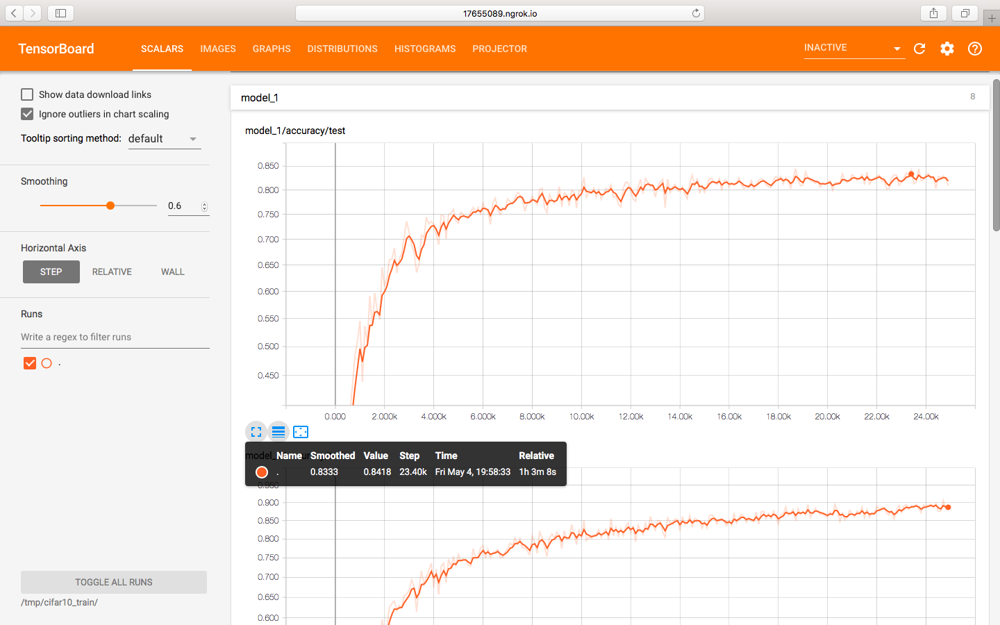 17655089.ngrok.io
TensorBoard SCALARS IMAGES GRAPHS DISTRIBUTIONS HISTOGRAMS PROJECTOR INACTIVE
Show data download links
Ignore outliers in chart scaling
Tooltip sorting method: default
Smoothing
0.6
Horizontal Axis
STEP RELATIVE WALL
Runs
Write a regex to filter runs
.
TOGGLE ALL RUNS
/tmp/cifar10_train/
model_1 8
model_1/accuracy/test
0.850
0.800
0.750
0.700
0.650
0.600
0.550
0.500
0.450
0.000 2.000k 4.000k 6.000k 8.000k 10.00k 12.00k 14.00k 16.00k 18.00k 20.00k 22.00k 24.00k
Name Smoothed Value Step Time Relative
. 0.8333 0.8418 23.40k Fri May 4, 19:58:33 1h 3m 8s
0.950
0.900
0.850
0.800
0.750
0.700
0.650
0.600